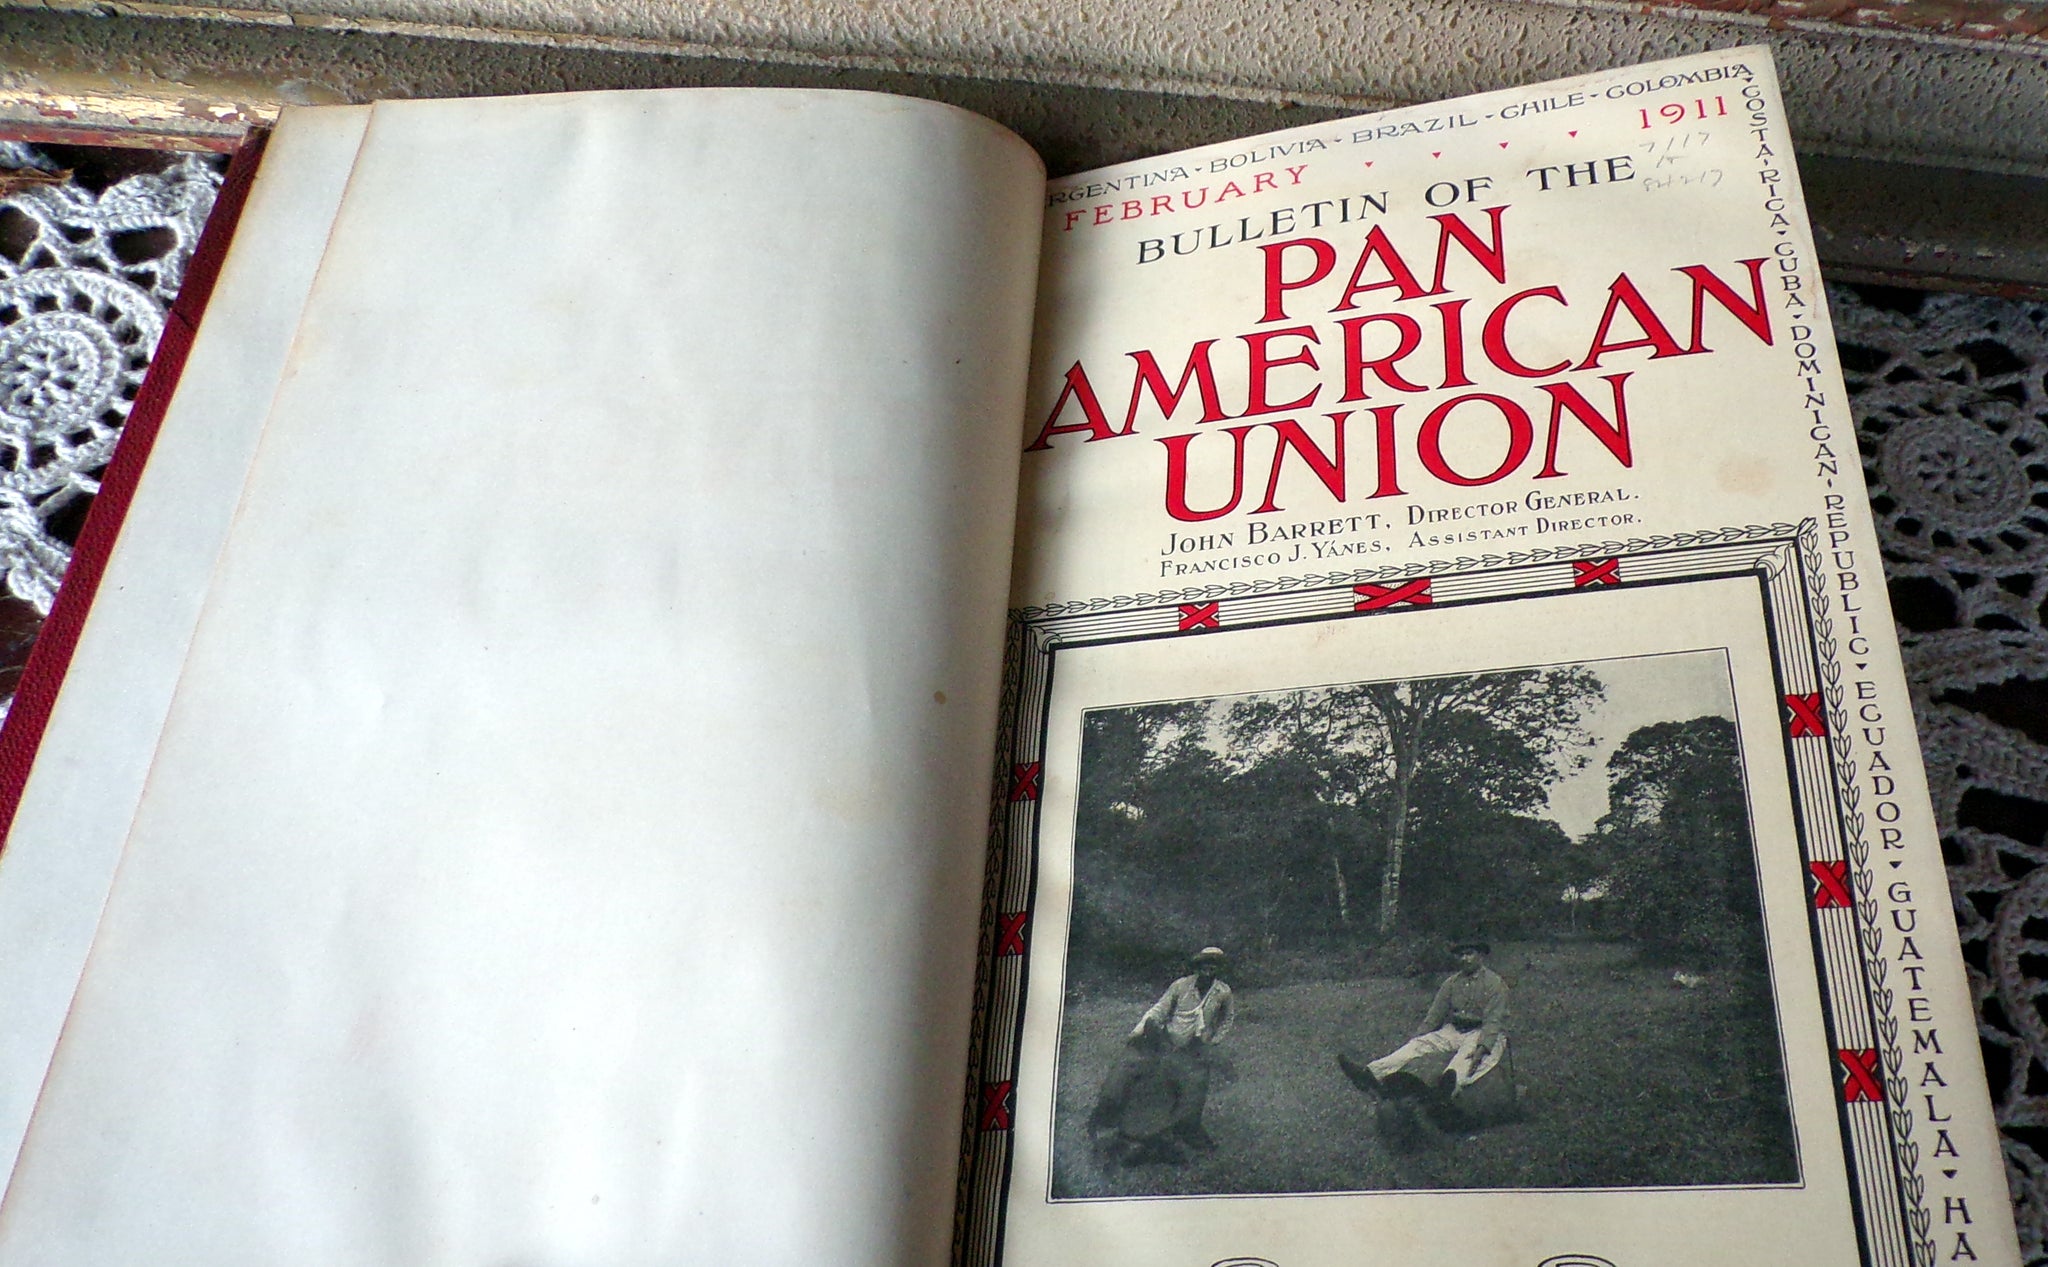 ARGENTINA ▾ BOLIVIA ▾ BRAZIL ▾ CHILE ▾ COLOMBIA ▾ COSTA ▾ RICA ▾ CUBA ▾ DOMINICAN ▾ REPUBLIC ▾ ECUADOR ▾ GUATEMALA ▾ HA
FEBRUARY ▾ ▾ ▾ ▾ 1911
BULLETIN OF THE
PAN
AMERICAN
UNION
JOHN BARRETT, DIRECTOR GENERAL.
FRANCISCO J. YÁNES, ASSISTANT DIRECTOR.